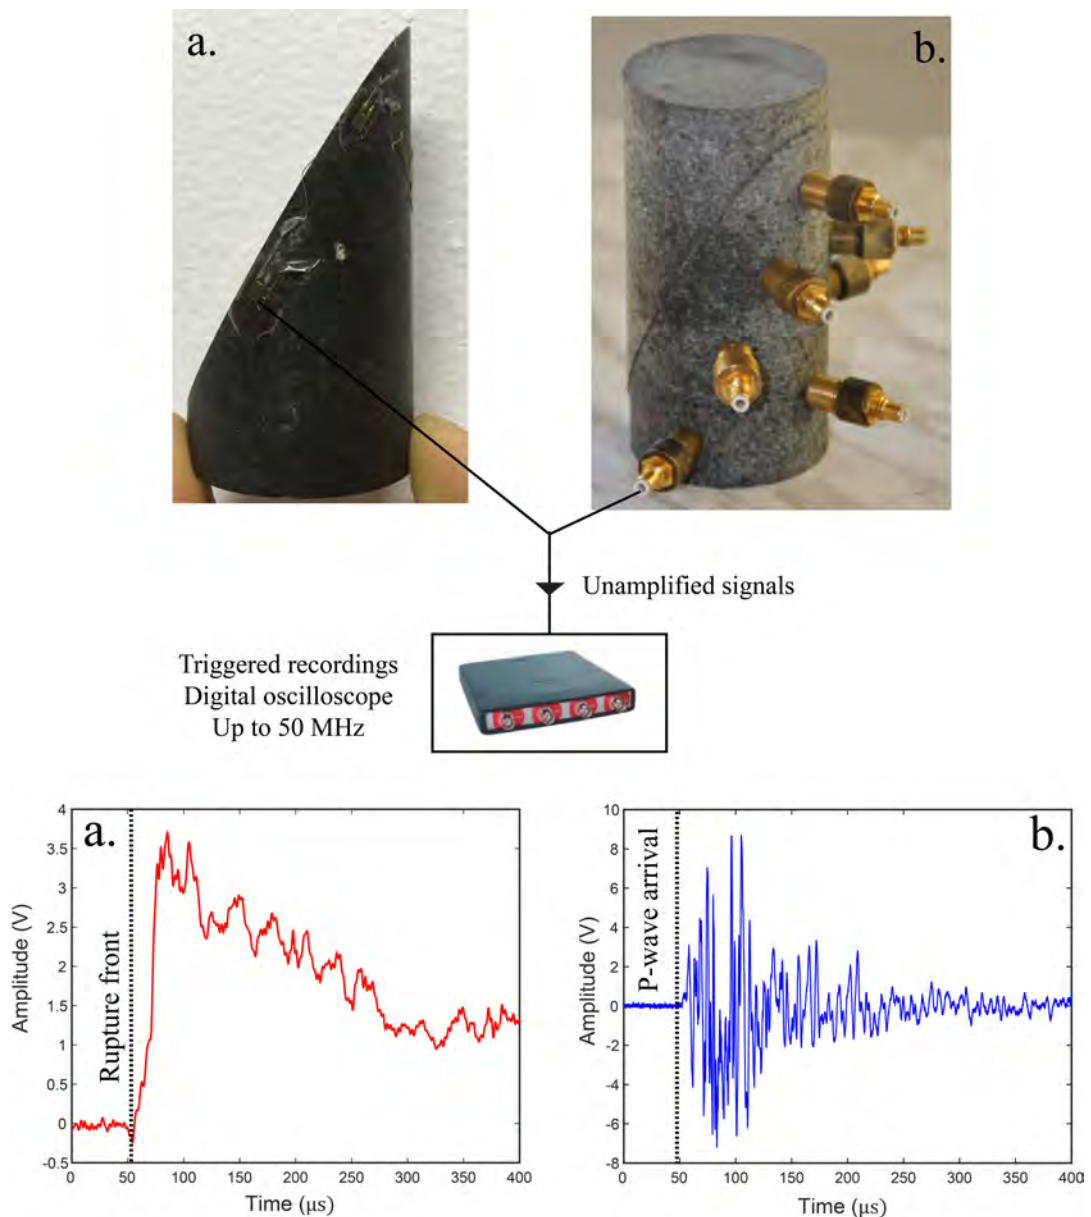 a.
b.
Unamplified signals
Triggered recordings
Digital oscilloscope
Up to 50 MHz
a.
Rupture front
Amplitude (V)
4
3.5
3
2.5
2
1.5
1
0.5
0
-0.5
0 50 100 150 200 250 300 350 400
Time (μs)
b.
P-wave arrival
Amplitude (V)
10
8
6
4
2
0
-2
-4
-6
-8
0 50 100 150 200 250 300 350 400
Time (μs)